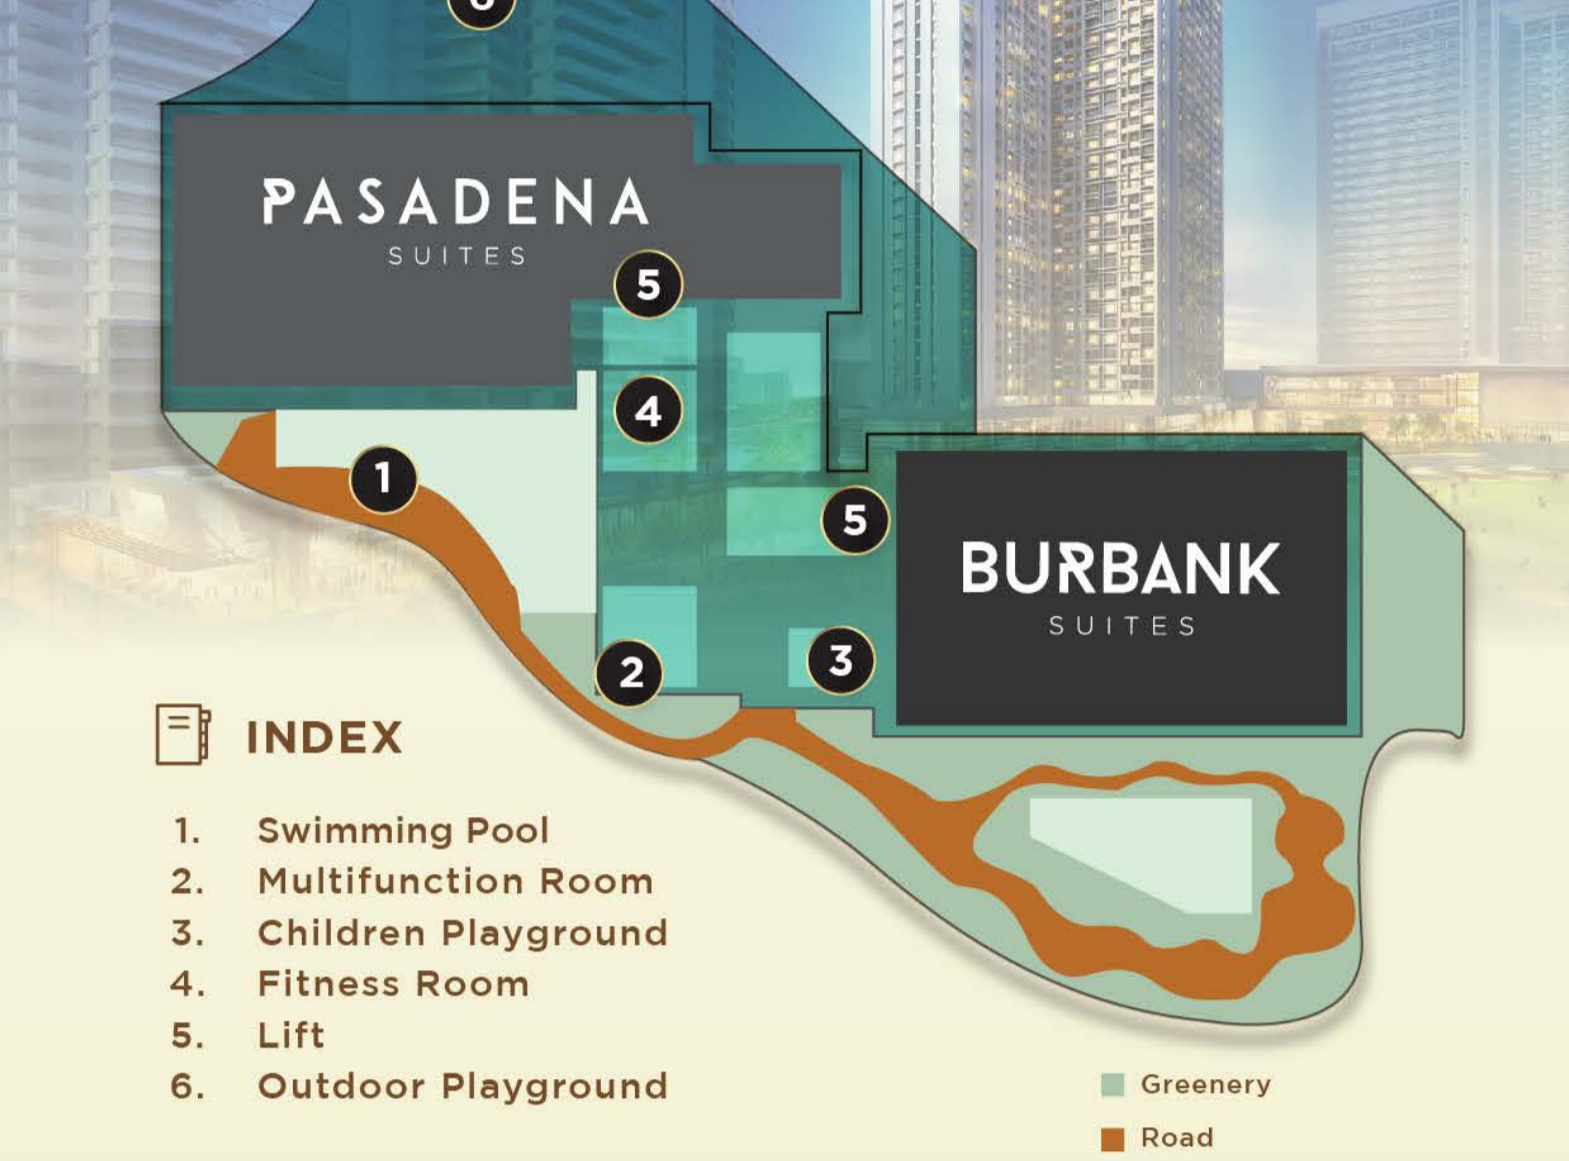 6
PASADENA
SUITES
5
4
1
5
BURBANK
SUITES
2
3
INDEX
1. Swimming Pool
2. Multifunction Room
3. Children Playground
4. Fitness Room
5. Lift
6. Outdoor Playground
Greenery
Road